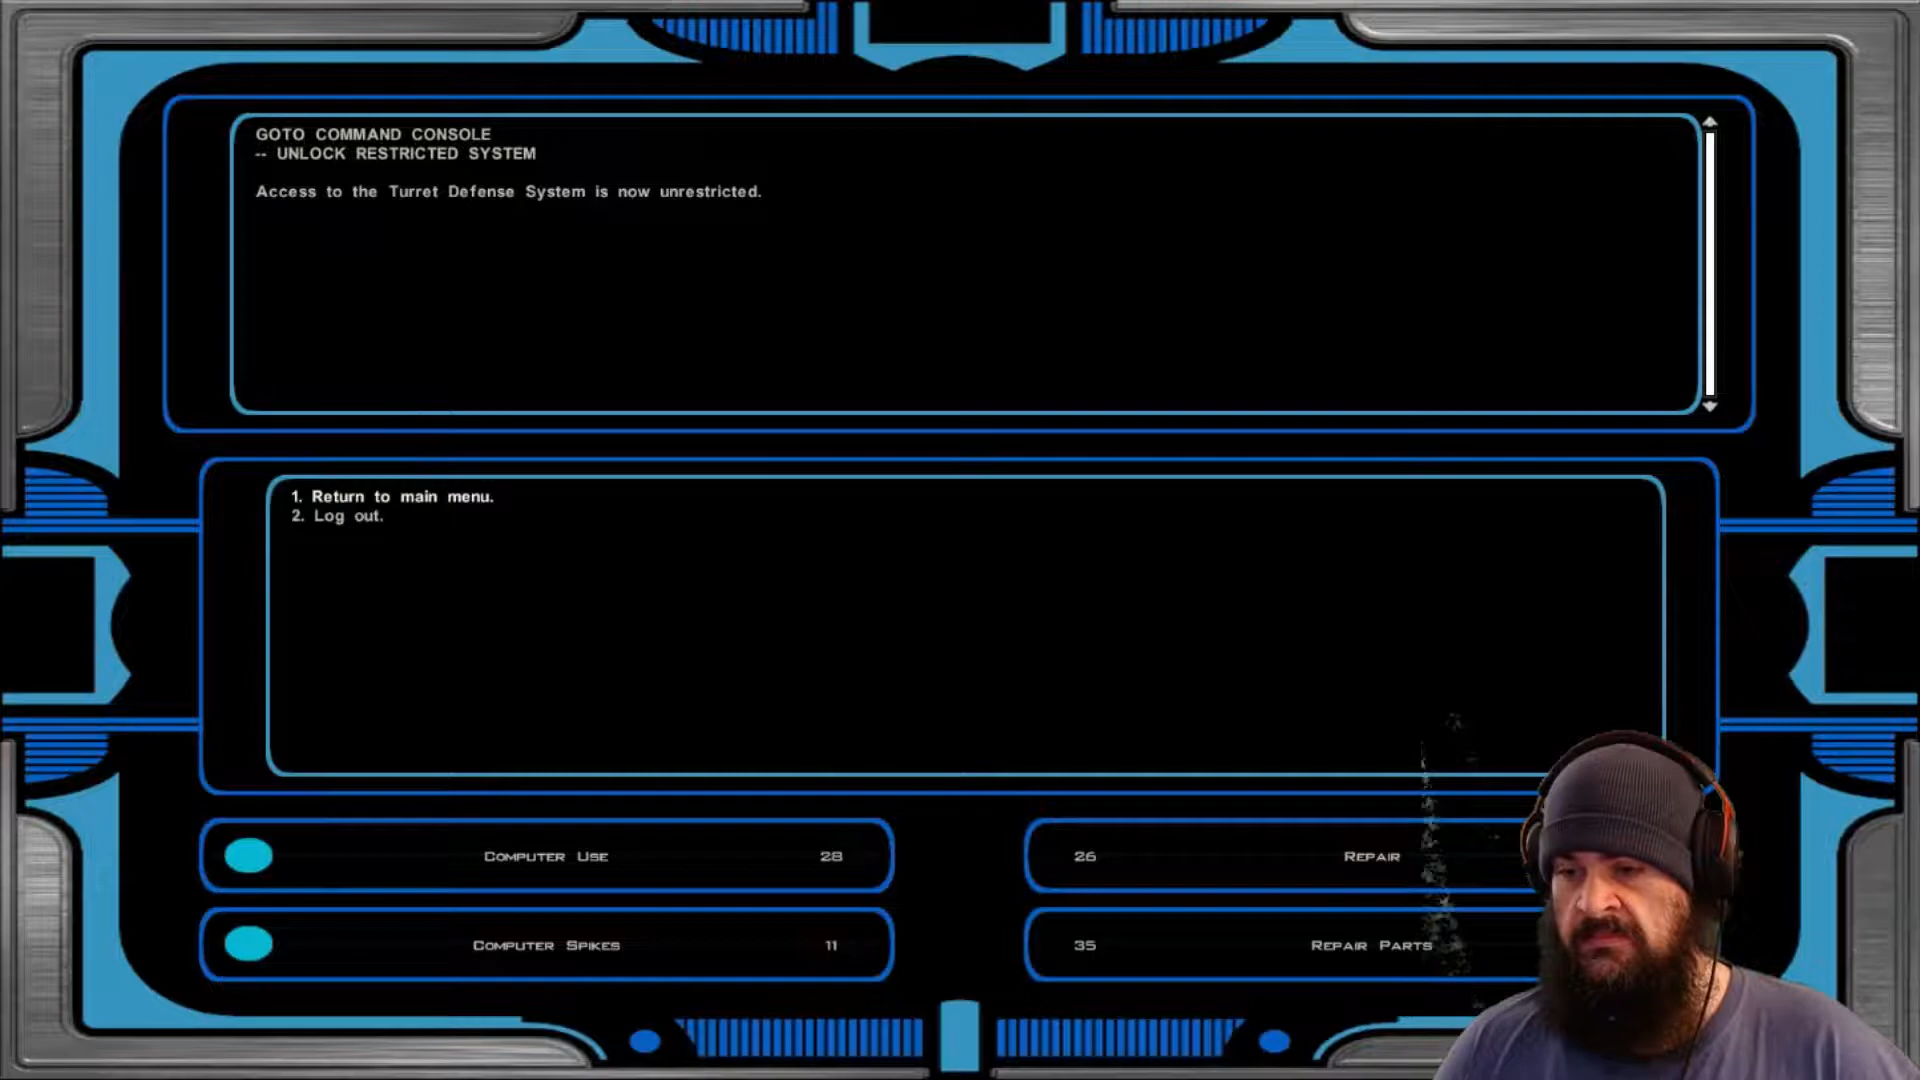 GOTO COMMAND CONSOLE
-- UNLOCK RESTRICTED SYSTEM
Access to the Turret Defense System is now unrestricted.
1. Return to main menu.
2. Log out.
Computer Use 28
26 Repair
Computer Spikes 11
35 Repair Parts